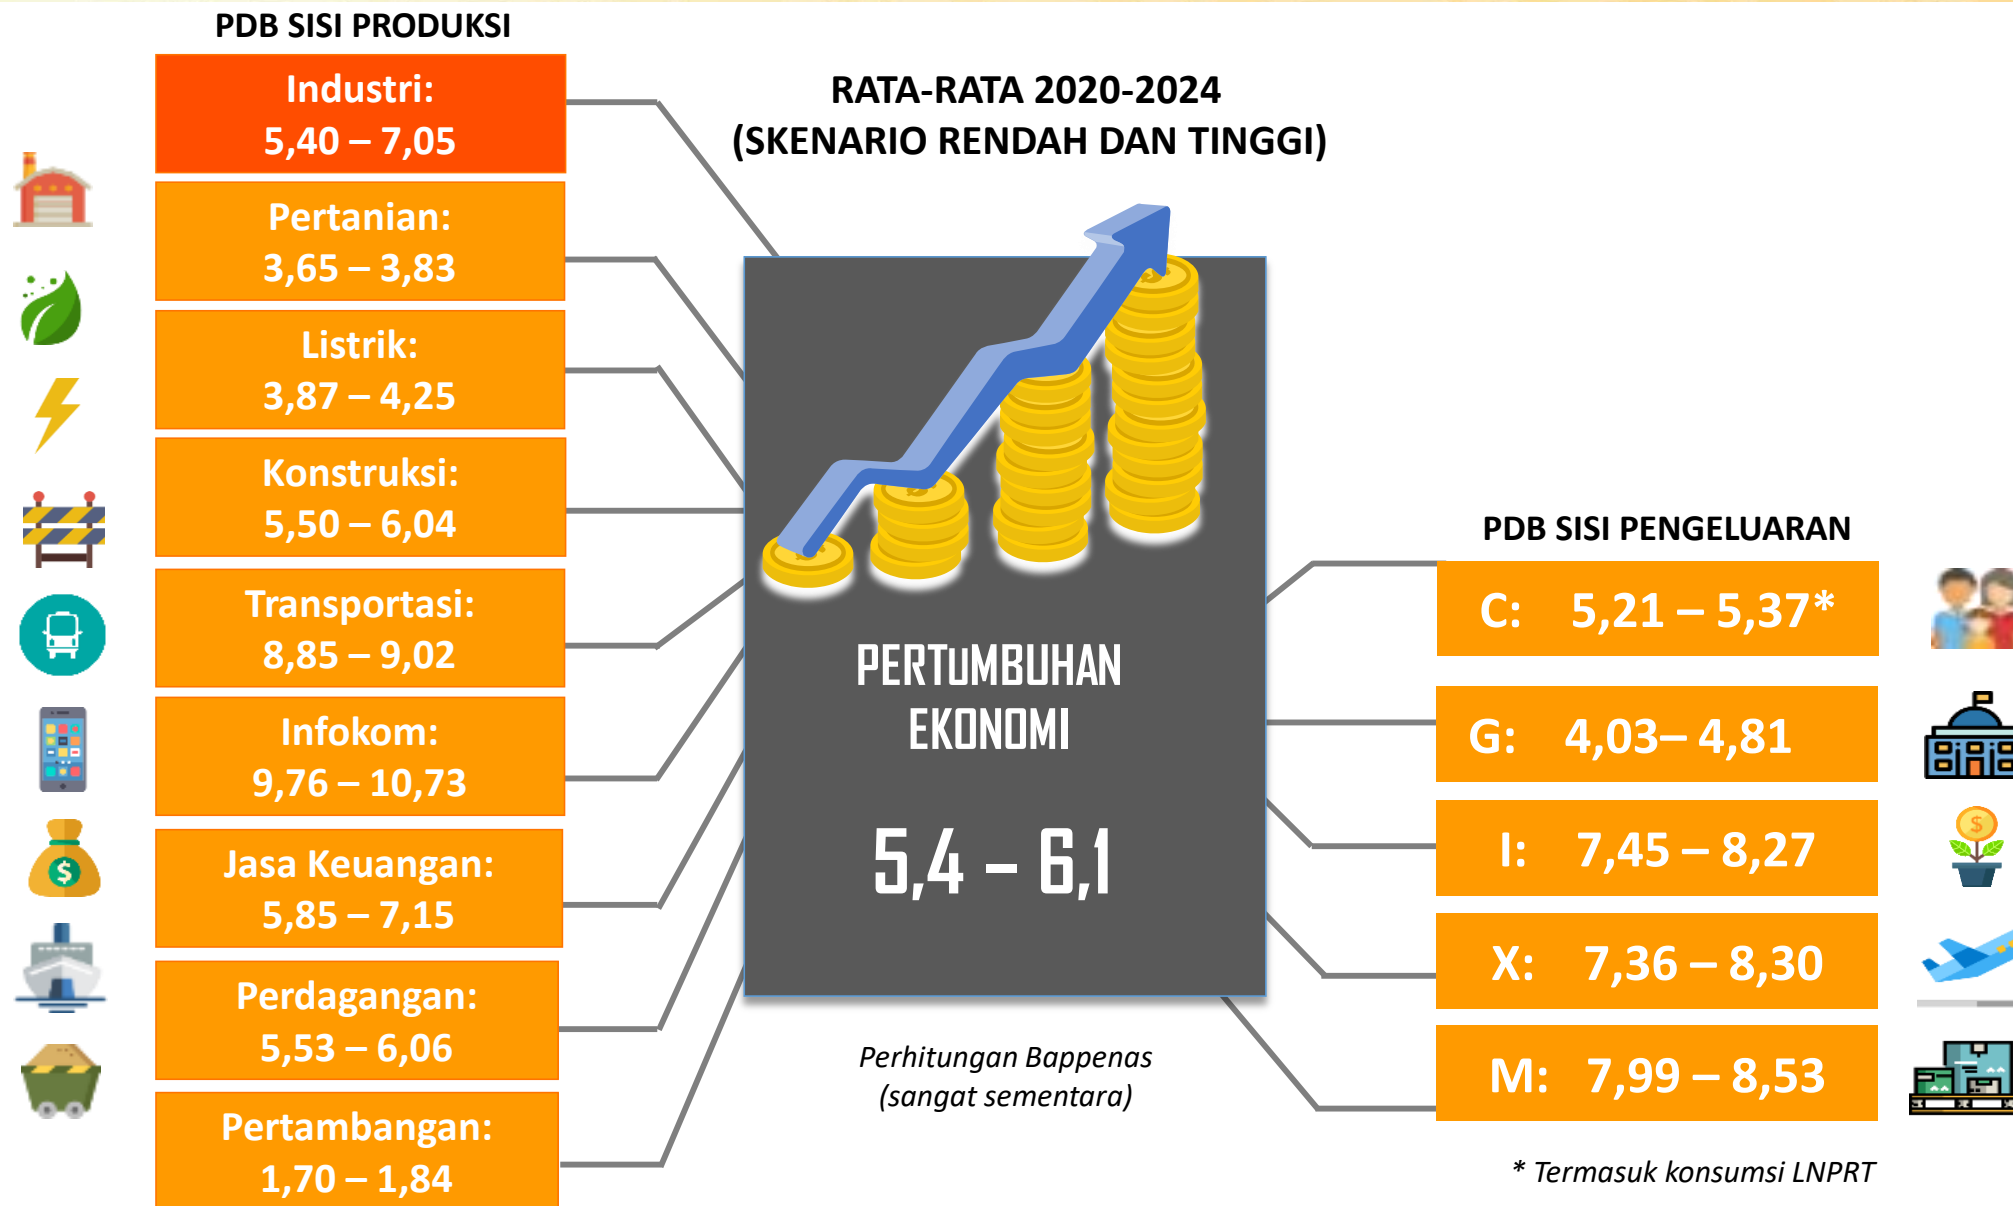 PDB SISI PRODUKSI
Industri:
5,40 – 7,05
Pertanian:
3,65 – 3,83
Listrik:
3,87 – 4,25
Konstruksi:
5,50 – 6,04
Transportasi:
8,85 – 9,02
Infokom:
9,76 – 10,73
Jasa Keuangan:
5,85 – 7,15
Perdagangan:
5,53 – 6,06
Pertambangan:
1,70 – 1,84
RATA-RATA 2020-2024
(SKENARIO RENDAH DAN TINGGI)
PERTUMBUHAN
EKONOMI
5,4 – 6,1
Perhitungan Bappenas
(sangat sementara)
PDB SISI PENGELUARAN
C: 5,21 – 5,37*
G: 4,03– 4,81
I: 7,45 – 8,27
X: 7,36 – 8,30
M: 7,99 – 8,53
* Termasuk konsumsi LNPRT